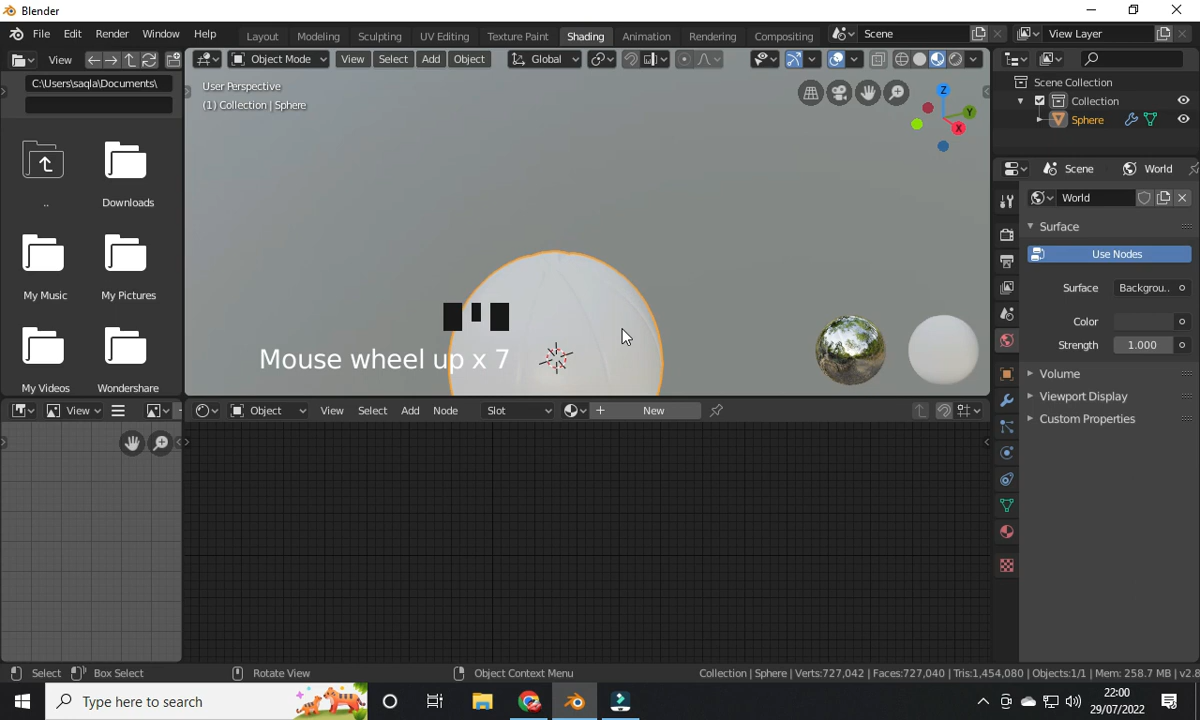 Blender
File Edit Render Window Help Layout Modeling Sculpting UV Editing Texture Paint Shading Animation Rendering Compositing Scene View Layer
View Object Mode View Select Add Object Global
C:\Users\saqla\Documents\
User Perspective
(1) Collection | Sphere
Z
Y
X
Scene Collection
Collection
Sphere
..
Downloads
My Music
My Pictures
My Videos
Wondershare
Scene World
World
Surface
Use Nodes
Surface Backgrou..
Color
Strength 1.000
Volume
Viewport Display
Custom Properties
Mouse wheel up x 7
View Object View Select Add Node Slot New
Select Box Select Rotate View Object Context Menu Collection | Sphere | Verts:727,042 | Faces:727,040 | Tris:1,454,080 | Objects:1/1 | Mem: 258.7 MB | v2.8
Type here to search
22:00
29/07/2022